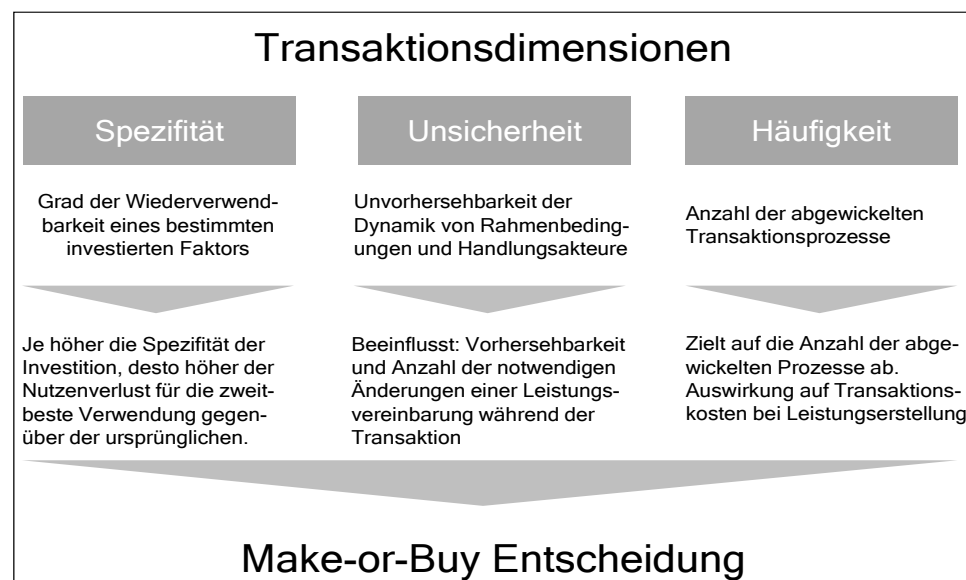 Transaktionsdimensionen
Spezifität
Unsicherheit
Häufigkeit
Grad der Wiederverwend-
barkeit eines bestimmten
investierten Faktors
Unvorhersehbarkeit der
Dynamik von Rahmenbeding-
ungen und Handlungsakteure
Anzahl der abgewickelten
Transaktionsprozesse
Je höher die Spezifität der
Investition, desto höher der
Nutzenverlust für die zweit-
beste Verwendung gegen-
über der ursprünglichen.
Beeinflusst: Vorhersehbarkeit
und Anzahl der notwendigen
Änderungen einer Leistungs-
vereinbarung während der
Transaktion
Zielt auf die Anzahl der abge-
wickelten Prozesse ab.
Auswirkung auf Transaktions-
kosten bei Leistungserstellung
Make-or-Buy Entscheidung